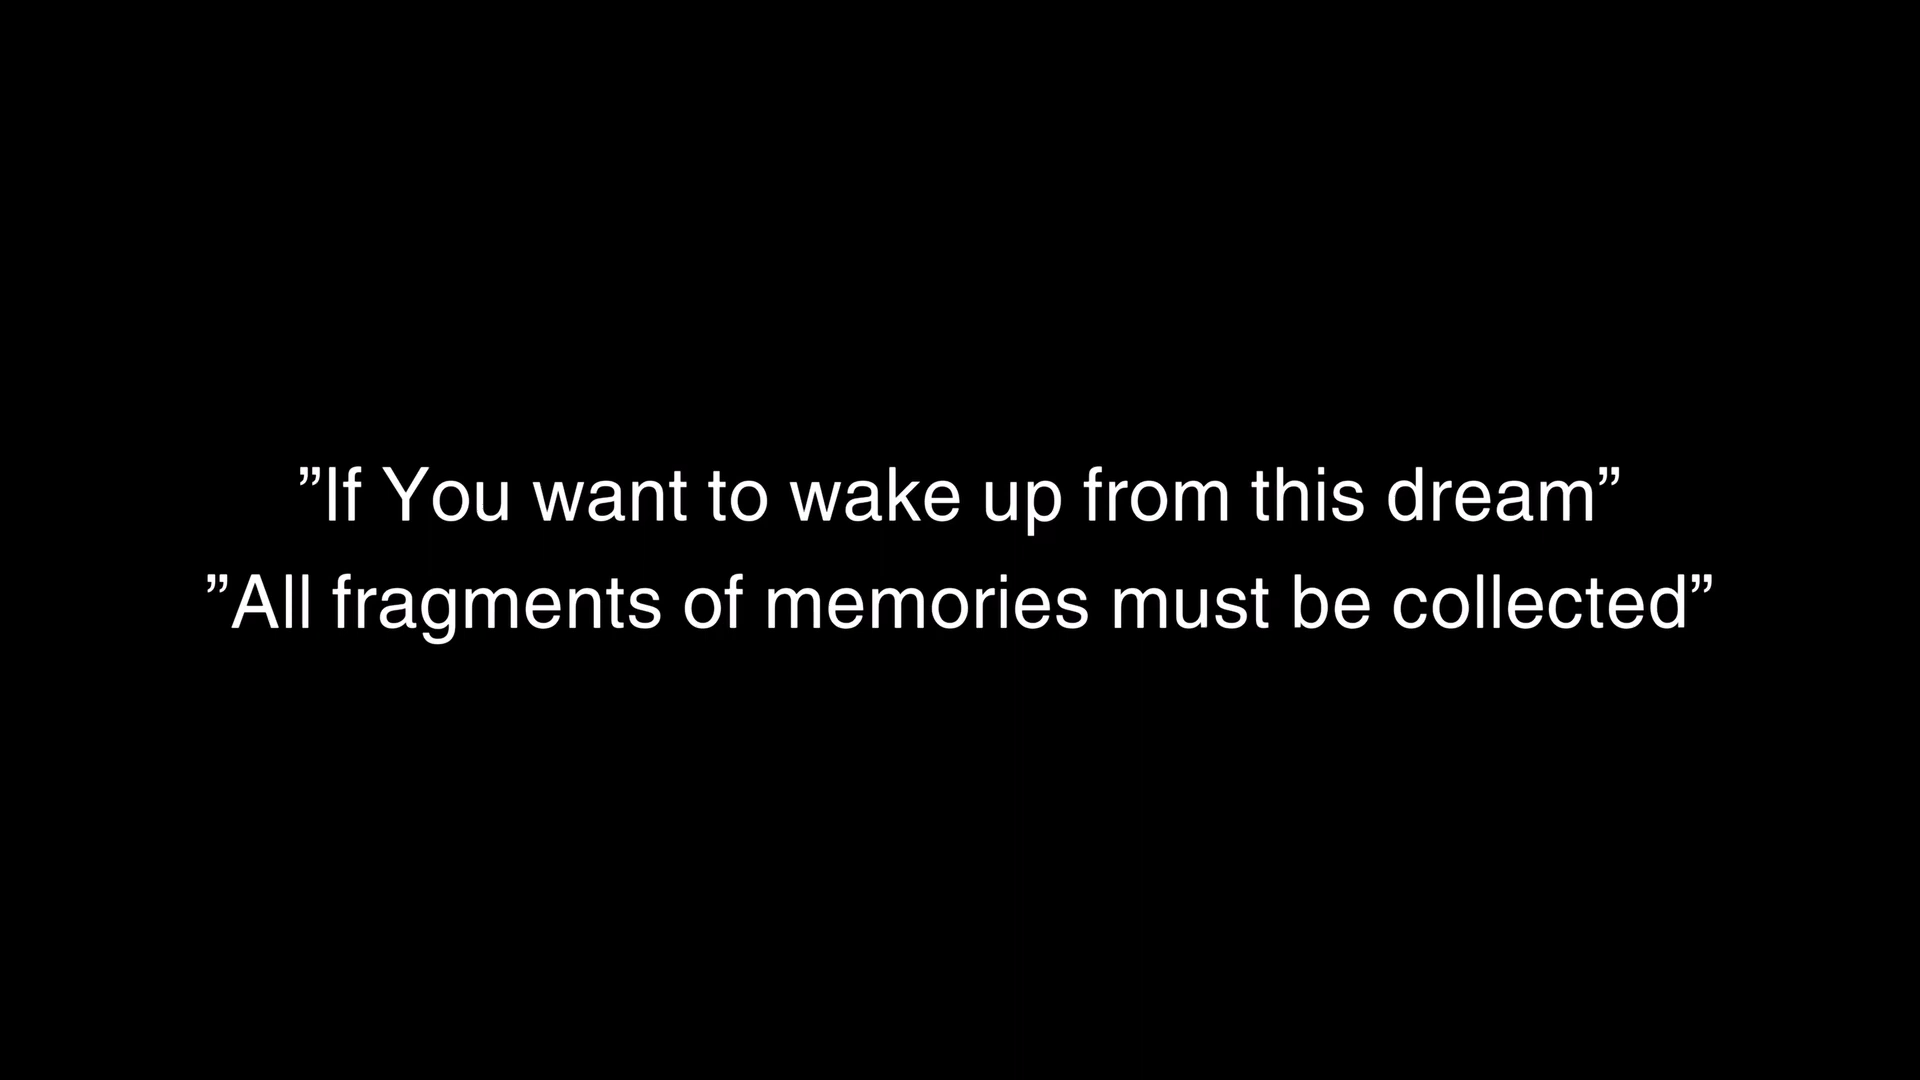 ”If You want to wake up from this dream”
”All fragments of memories must be collected”